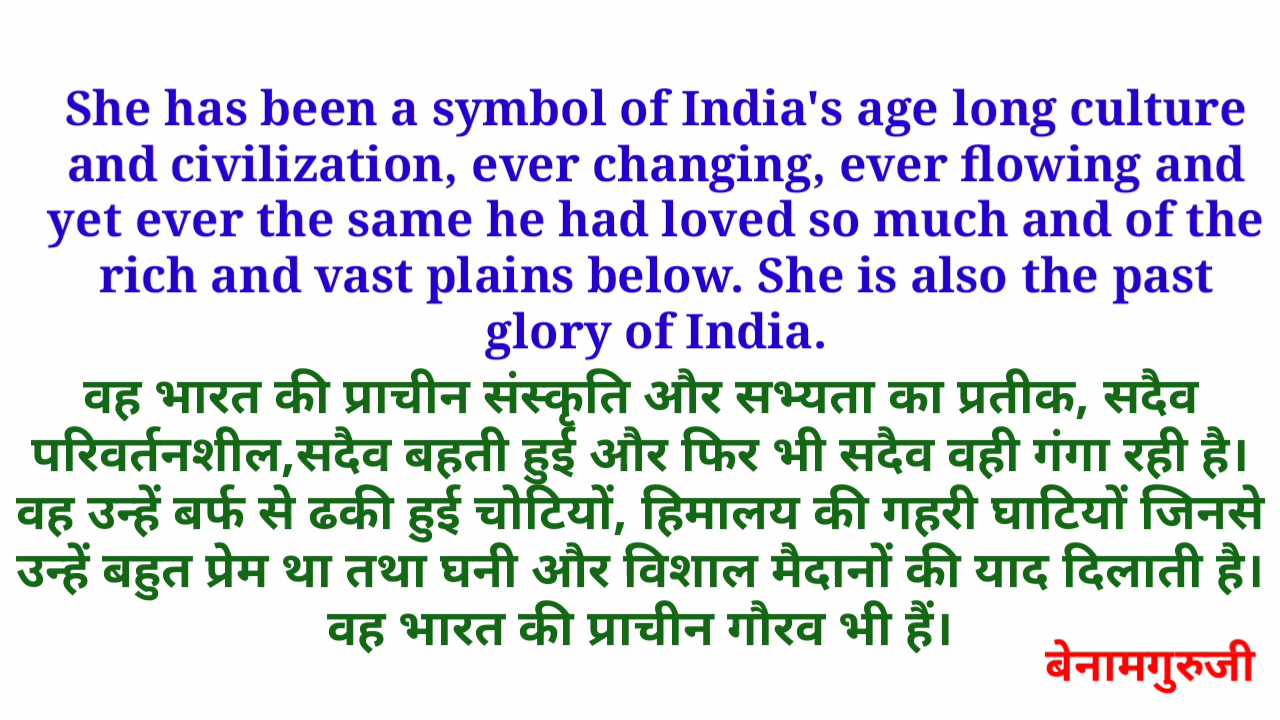 She has been a symbol of India's age long culture
and civilization, ever changing, ever flowing and
yet ever the same he had loved so much and of the
rich and vast plains below. She is also the past
glory of India.
वह भारत की प्राचीन संस्कृति और सभ्यता का प्रतीक, सदैव
परिवर्तनशील,सदैव बहती हुई और फिर भी सदैव वही गंगा रही है।
वह उन्हें बर्फ से ढकी हुई चोटियों, हिमालय की गहरी घाटियों जिनसे
उन्हें बहुत प्रेम था तथा घनी और विशाल मैदानों की याद दिलाती है।
वह भारत की प्राचीन गौरव भी हैं।
बेनामगुरुजी